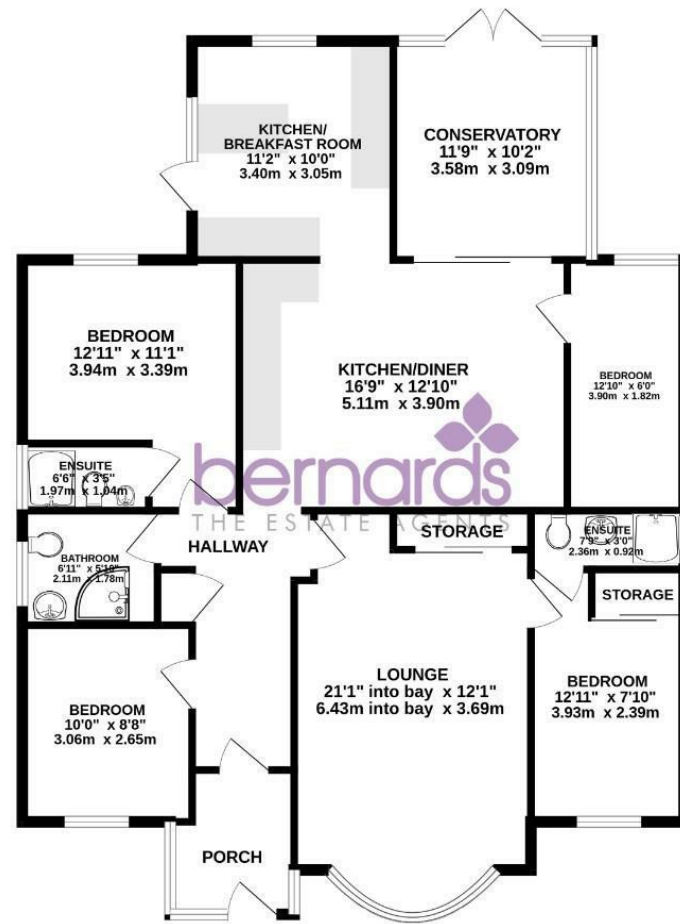 KITCHEN/
BREAKFAST ROOM
11'2" x 10'0"
3.40m x 3.05m
CONSERVATORY
11'9" x 10'2"
3.58m x 3.09m
BEDROOM
12'11" x 11'1"
3.94m x 3.39m
KITCHEN/DINER
16'9" x 12'10"
5.11m x 3.90m
BEDROOM
12'10" x 6'0"
3.90m x 1.82m
ENSUITE
6'6" x 3'5"
1.97m x 1.04m
bernards
THE ESTATE AGENTS
HALLWAY
STORAGE
ENSUITE
7'9" x 3'0"
2.36m x 0.92m
BATHROOM
6'11" x 5'10"
2.11m x 1.78m
STORAGE
LOUNGE
21'1" into bay x 12'1"
6.43m into bay x 3.69m
BEDROOM
12'11" x 7'10"
3.93m x 2.39m
BEDROOM
10'0" x 8'8"
3.06m x 2.65m
PORCH